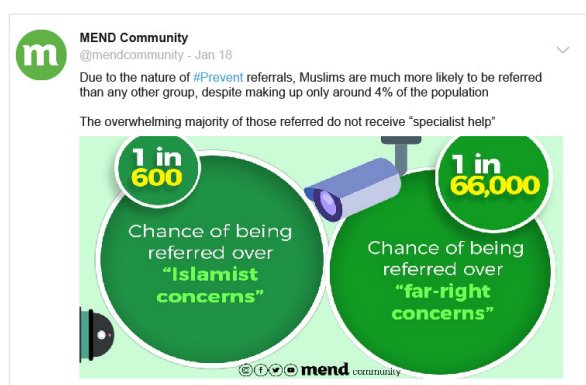 MEND Community
@mendcommunity - Jan 18
Due to the nature of #Prevent referrals, Muslims are much more likely to be referred
than any other group, despite making up only around 4% of the population
The overwhelming majority of those referred do not receive “specialist help”
1 in
600
Chance of being
referred over
“Islamist
concerns”
1 in
66,000
Chance of being
referred over
“far-right
concerns”
mend community